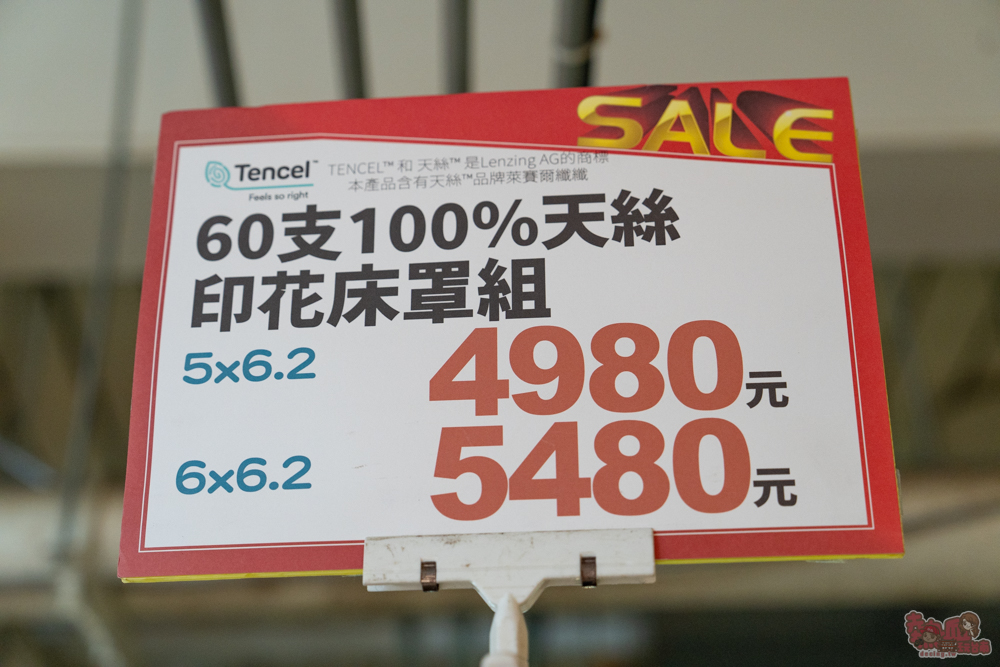 SALE
Tencel™
Feels so right
TENCEL™ 和 天絲™ 是Lenzing AG的商標
本產品含有天絲™品牌萊賽爾纖纖
60支100%天絲
印花床罩組
5x6.2 4980元
6x6.2 5480元